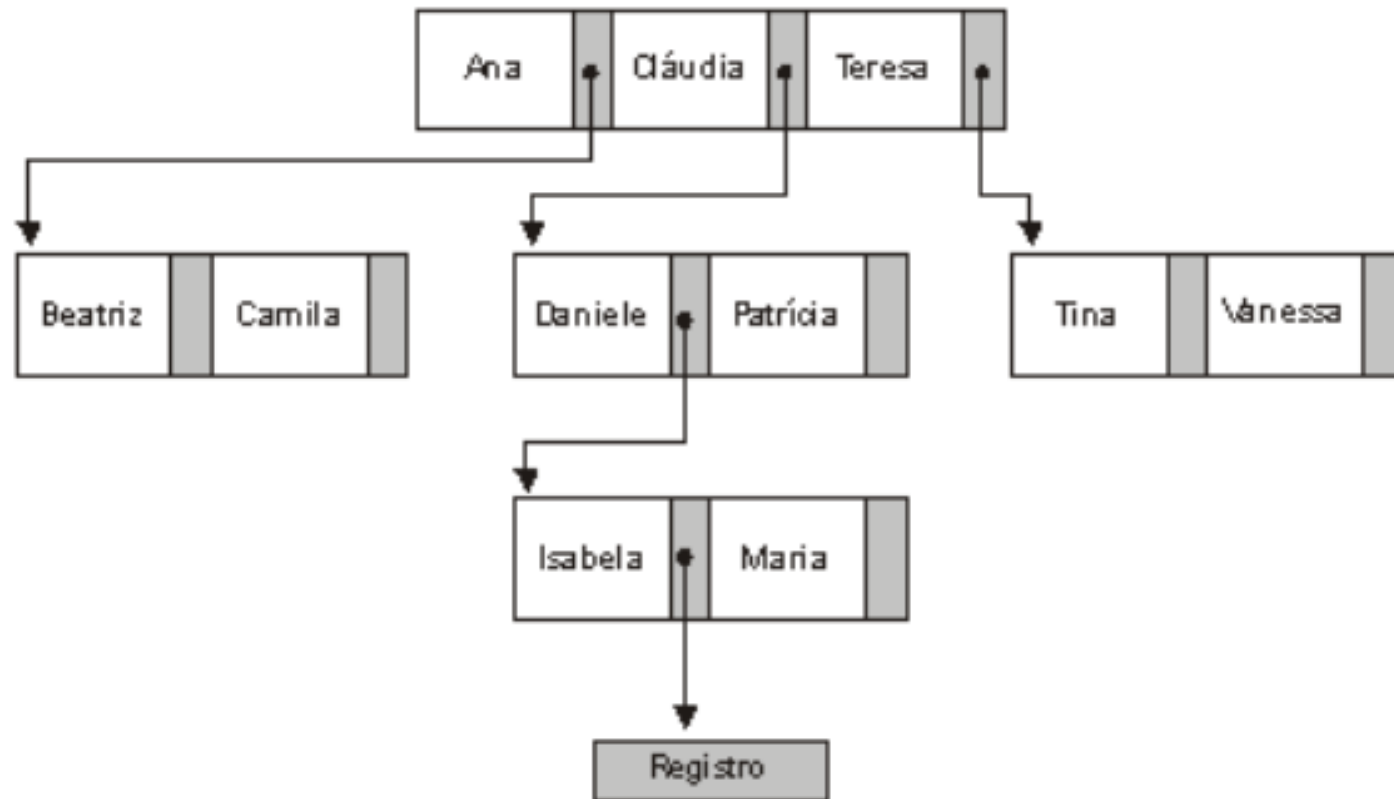 Ana Cláudia Teresa
Beatriz Camila Daniele Patrícia Tina Vanessa
Isabela Maria
Registro